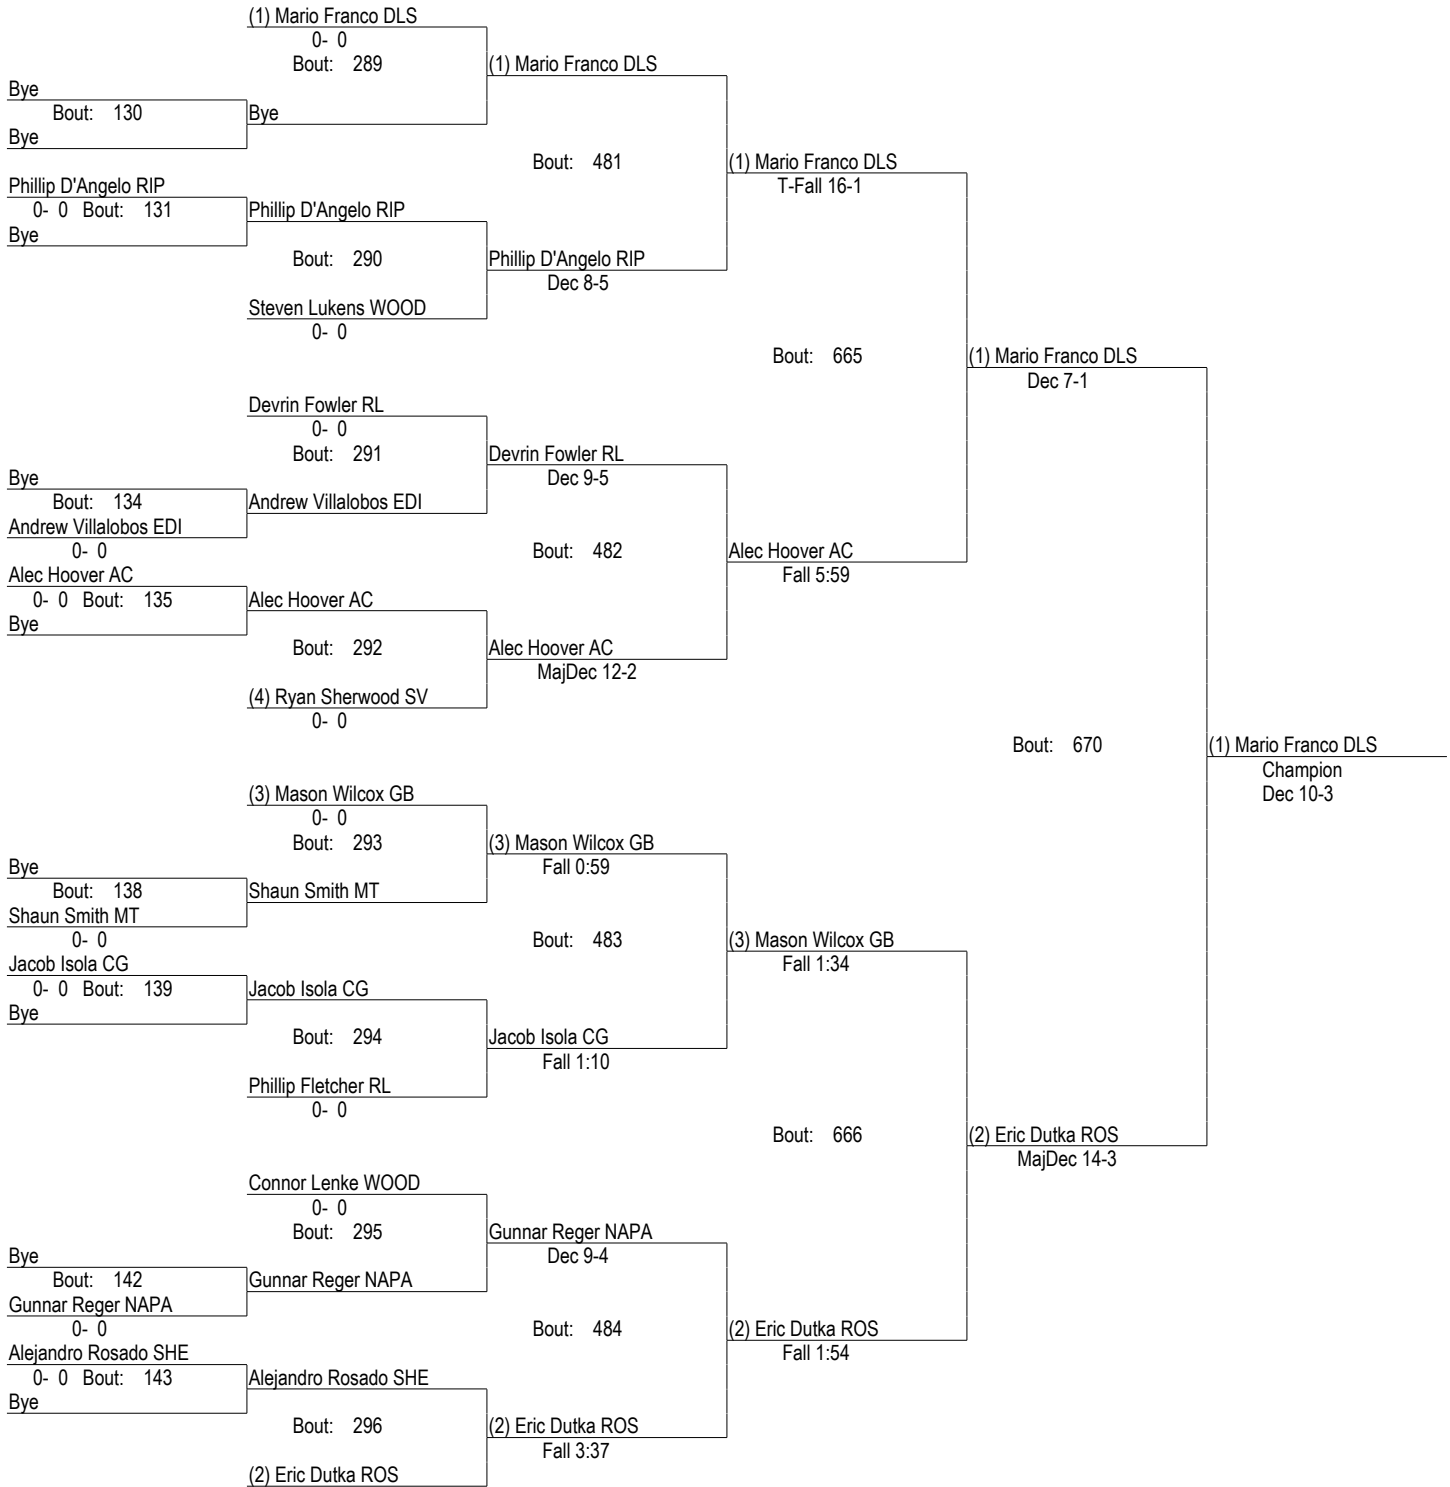 (1) Mario Franco DLS
0- 0
Bout: 289
(1) Mario Franco DLS
Bye
Bout: 130
Bye
Bye
Bout: 481
(1) Mario Franco DLS
T-Fall 16-1
Phillip D'Angelo RIP
0- 0 Bout: 131
Phillip D'Angelo RIP
Bye
Bout: 290
Phillip D'Angelo RIP
Dec 8-5
Steven Lukens WOOD
0- 0
Bout: 665
(1) Mario Franco DLS
Dec 7-1
Devrin Fowler RL
0- 0
Bout: 291
Devrin Fowler RL
Dec 9-5
Bye
Bout: 134
Andrew Villalobos EDI
Andrew Villalobos EDI
0- 0
Bout: 482
Alec Hoover AC
Fall 5:59
Alec Hoover AC
0- 0 Bout: 135
Alec Hoover AC
Bye
Bout: 292
Alec Hoover AC
MajDec 12-2
(4) Ryan Sherwood SV
0- 0
Bout: 670
(1) Mario Franco DLS
Champion
Dec 10-3
(3) Mason Wilcox GB
0- 0
Bout: 293
(3) Mason Wilcox GB
Fall 0:59
Bye
Bout: 138
Shaun Smith MT
Shaun Smith MT
0- 0
Bout: 483
(3) Mason Wilcox GB
Fall 1:34
Jacob Isola CG
0- 0 Bout: 139
Jacob Isola CG
Bye
Bout: 294
Jacob Isola CG
Fall 1:10
Phillip Fletcher RL
0- 0
Bout: 666
(2) Eric Dutka ROS
MajDec 14-3
Connor Lenke WOOD
0- 0
Bout: 295
Gunnar Reger NAPA
Dec 9-4
Bye
Bout: 142
Gunnar Reger NAPA
Gunnar Reger NAPA
0- 0
Bout: 484
(2) Eric Dutka ROS
Fall 1:54
Alejandro Rosado SHE
0- 0 Bout: 143
Alejandro Rosado SHE
Bye
Bout: 296
(2) Eric Dutka ROS
Fall 3:37
(2) Eric Dutka ROS